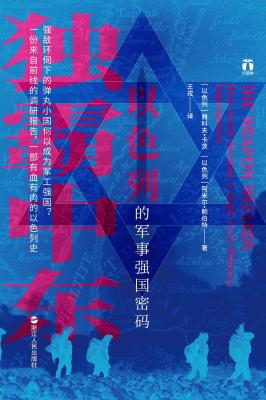 独霸中东
以色列
的军事强国密码
强敌环伺下的弹丸小国何以成为军工强国？
一份来自前线的调研报告，一部有血有肉的以色列史
[以色列]雅科夫·卡茨 [以色列]阿米尔·鲍伯特 著
王戎 译
THE WEAPON WIZARDS
浙江人民出版社